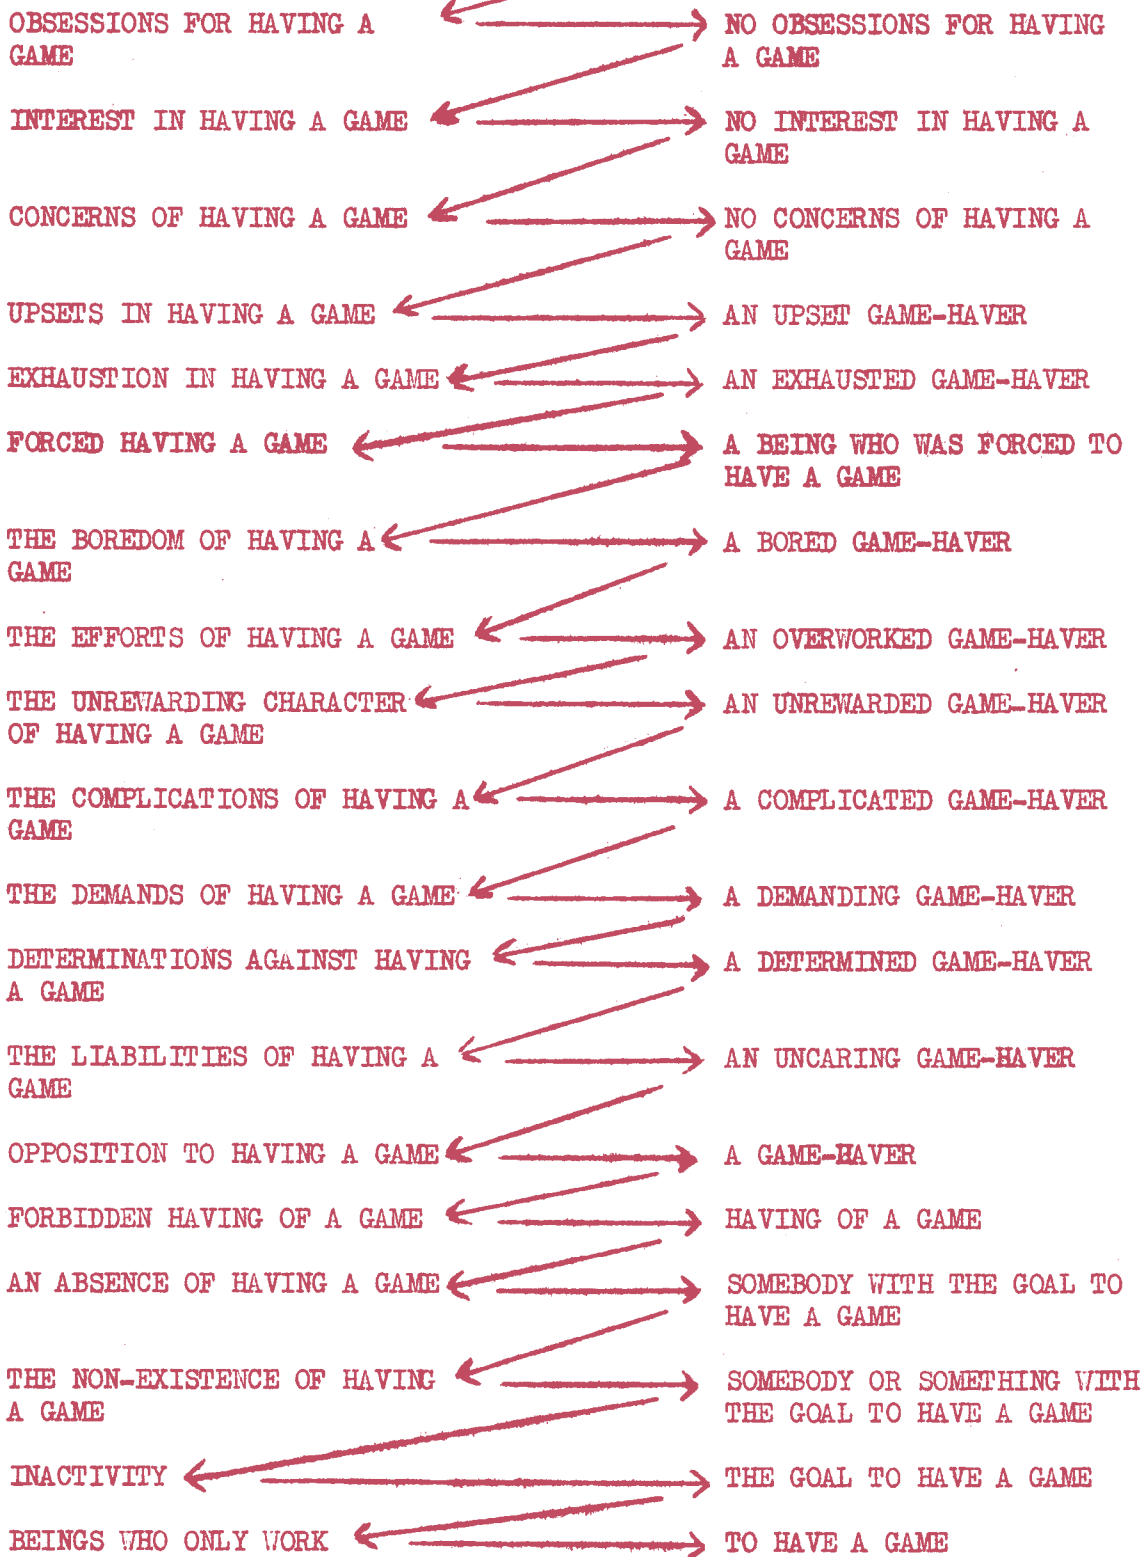 OBSESSIONS FOR HAVING A
GAME
NO OBSESSIONS FOR HAVING
A GAME
INTEREST IN HAVING A GAME
NO INTEREST IN HAVING A
GAME
CONCERNS OF HAVING A GAME
NO CONCERNS OF HAVING A
GAME
UPSETS IN HAVING A GAME
AN UPSET GAME-HAVER
EXHAUSTION IN HAVING A GAME
AN EXHAUSTED GAME-HAVER
FORCED HAVING A GAME
A BEING WHO WAS FORCED TO
HAVE A GAME
THE BOREDOM OF HAVING A
GAME
A BORED GAME-HAVER
THE EFFORTS OF HAVING A GAME
AN OVERWORKED GAME-HAVER
THE UNREWARDING CHARACTER
OF HAVING A GAME
AN UNREWARDED GAME-HAVER
THE COMPLICATIONS OF HAVING A
GAME
A COMPLICATED GAME-HAVER
THE DEMANDS OF HAVING A GAME
A DEMANDING GAME-HAVER
DETERMINATIONS AGAINST HAVING
A GAME
A DETERMINED GAME-HAVER
THE LIABILITIES OF HAVING A
GAME
AN UNCARING GAME-HAVER
OPPOSITION TO HAVING A GAME
A GAME-HAVER
FORBIDDEN HAVING OF A GAME
HAVING OF A GAME
AN ABSENCE OF HAVING A GAME
SOMEBODY WITH THE GOAL TO
HAVE A GAME
THE NON-EXISTENCE OF HAVING
A GAME
SOMEBODY OR SOMETHING WITH
THE GOAL TO HAVE A GAME
INACTIVITY
THE GOAL TO HAVE A GAME
BEINGS WHO ONLY WORK
TO HAVE A GAME